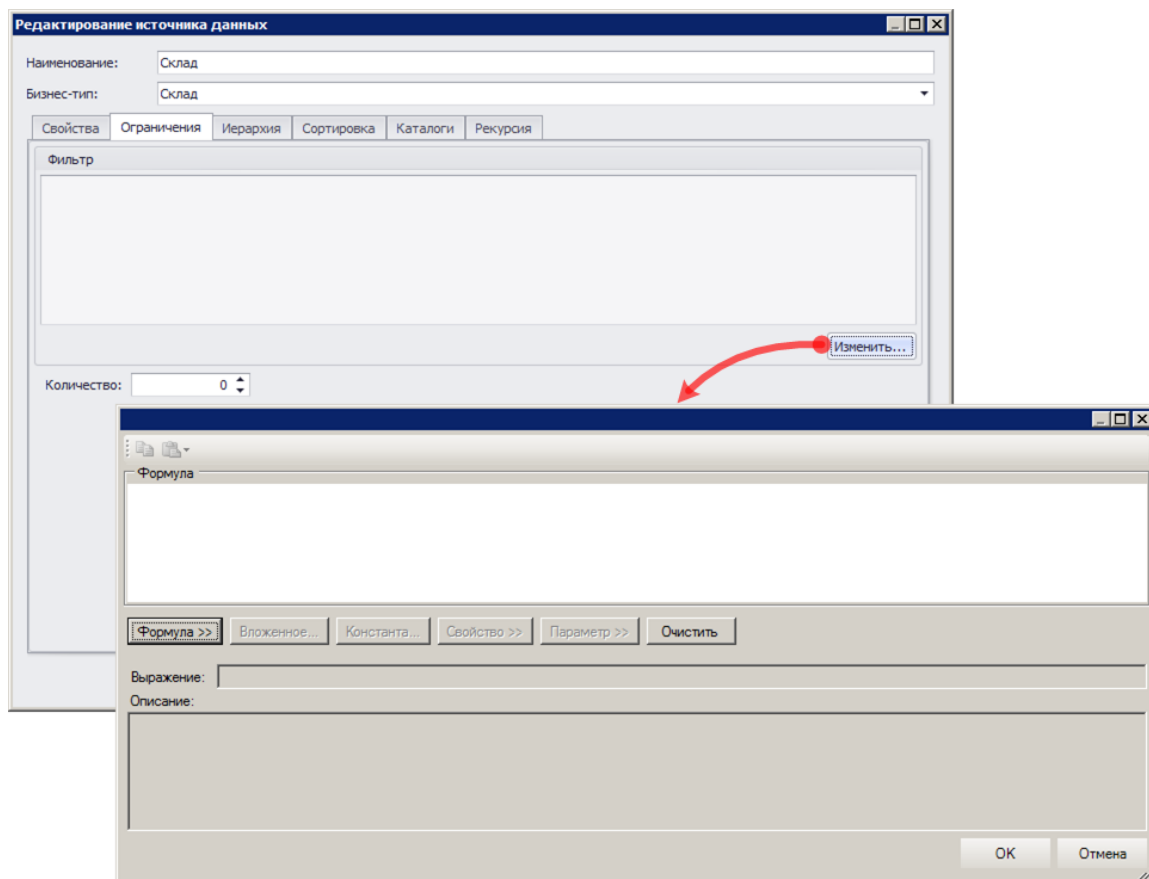 Редактирование источника данных
Наименование: Склад
Бизнес-тип: Склад
Свойства Ограничения Иерархия Сортировка Каталоги Рекурсия
Фильтр
Изменить...
Количество: 0
Формула
Формула >> Вложенное... Константа... Свойство >> Параметр >> Очистить
Выражение:
Описание:
OK Отмена